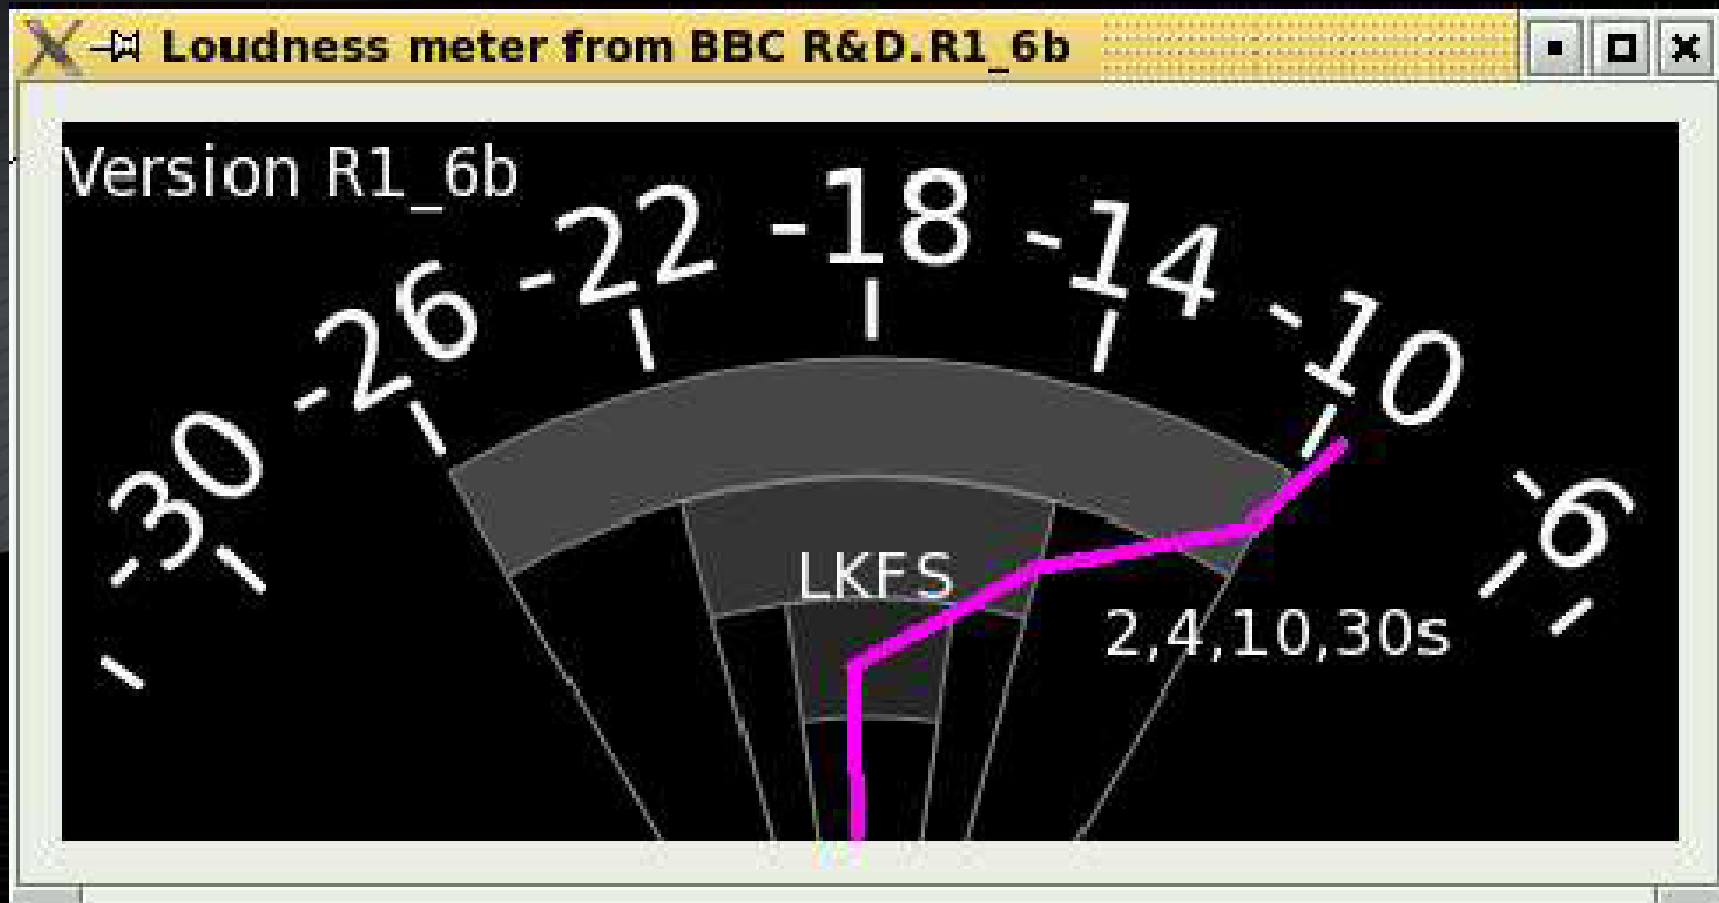 Loudness meter from BBC R&D.R1_6b
Version R1_6b
-30 -26 -22 -18 -14 -10 -6
LKFS
2,4,10,30s